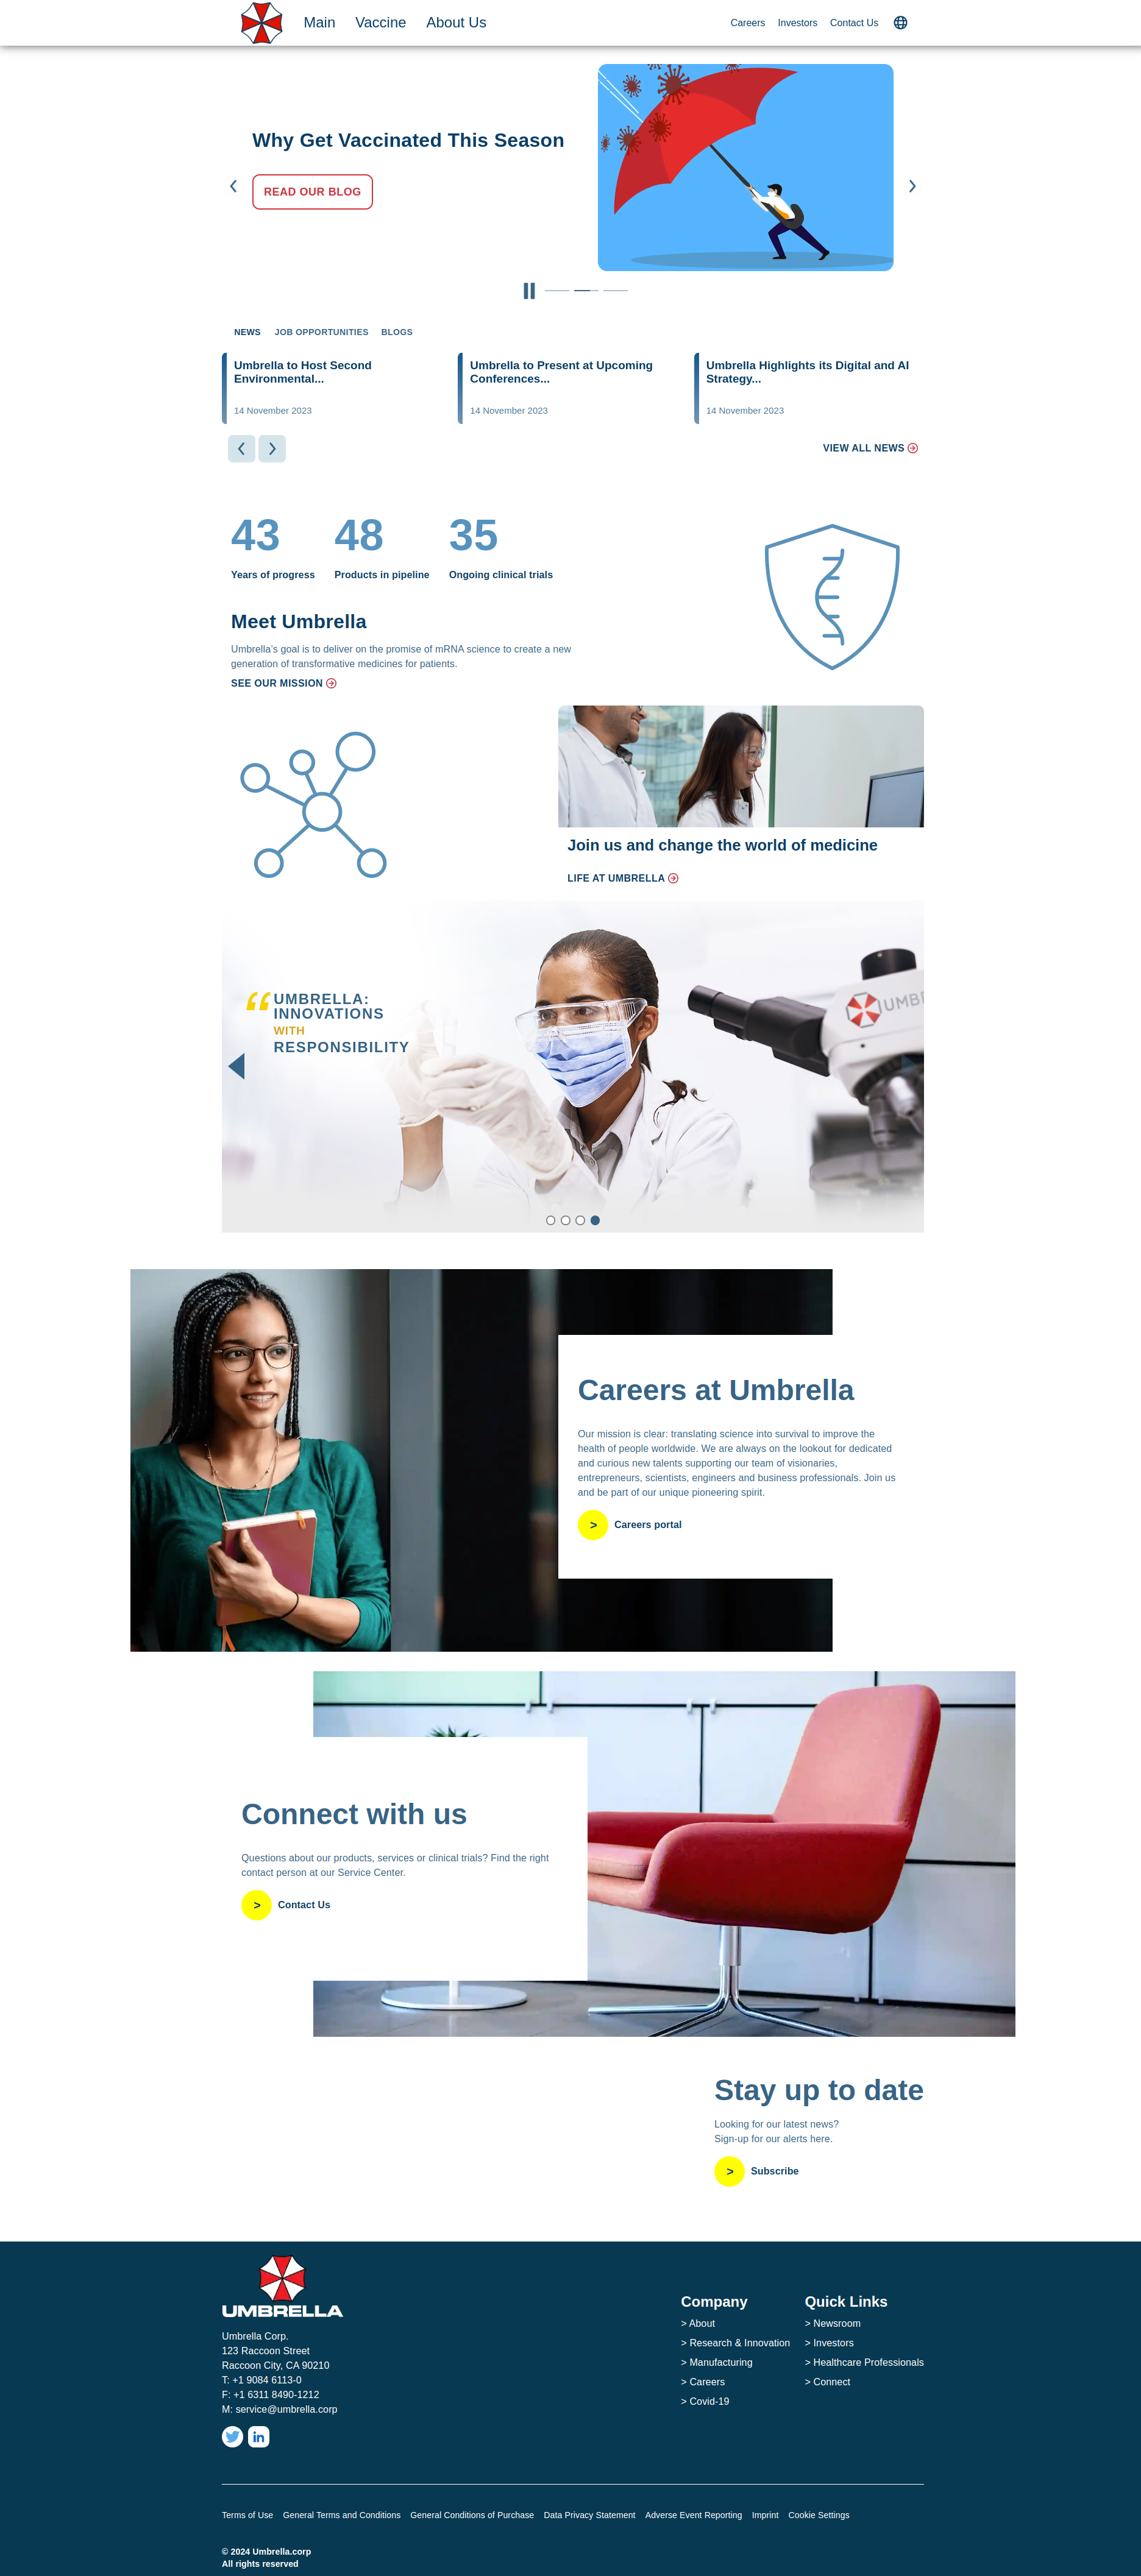 Main Vaccine About Us Careers Investors Contact Us
Why Get Vaccinated This Season
READ OUR BLOG
NEWS JOB OPPORTUNITIES BLOGS
Umbrella to Host Second
Environmental...
14 November 2023
Umbrella to Present at Upcoming
Conferences...
14 November 2023
Umbrella Highlights its Digital and AI
Strategy...
14 November 2023
VIEW ALL NEWS
43 48 35
Years of progress Products in pipeline Ongoing clinical trials
Meet Umbrella
Umbrella's goal is to deliver on the promise of mRNA science to create a new
generation of transformative medicines for patients.
SEE OUR MISSION
Join us and change the world of medicine
LIFE AT UMBRELLA
“ UMBRELLA:
INNOVATIONS
WITH
RESPONSIBILITY
UMBRE
Careers at Umbrella
Our mission is clear: translating science into survival to improve the
health of people worldwide. We are always on the lookout for dedicated
and curious new talents supporting our team of visionaries,
entrepreneurs, scientists, engineers and business professionals. Join us
and be part of our unique pioneering spirit.
> Careers portal
Connect with us
Questions about our products, services or clinical trials? Find the right
contact person at our Service Center.
> Contact Us
Stay up to date
Looking for our latest news?
Sign-up for our alerts here.
> Subscribe
UMBRELLA
Umbrella Corp.
123 Raccoon Street
Raccoon City, CA 90210
T: +1 9084 6113-0
F: +1 6311 8490-1212
M: service@umbrella.corp
in
Company
> About
> Research & Innovation
> Manufacturing
> Careers
> Covid-19
Quick Links
> Newsroom
> Investors
> Healthcare Professionals
> Connect
Terms of Use General Terms and Conditions General Conditions of Purchase Data Privacy Statement Adverse Event Reporting Imprint Cookie Settings
© 2024 Umbrella.corp
All rights reserved